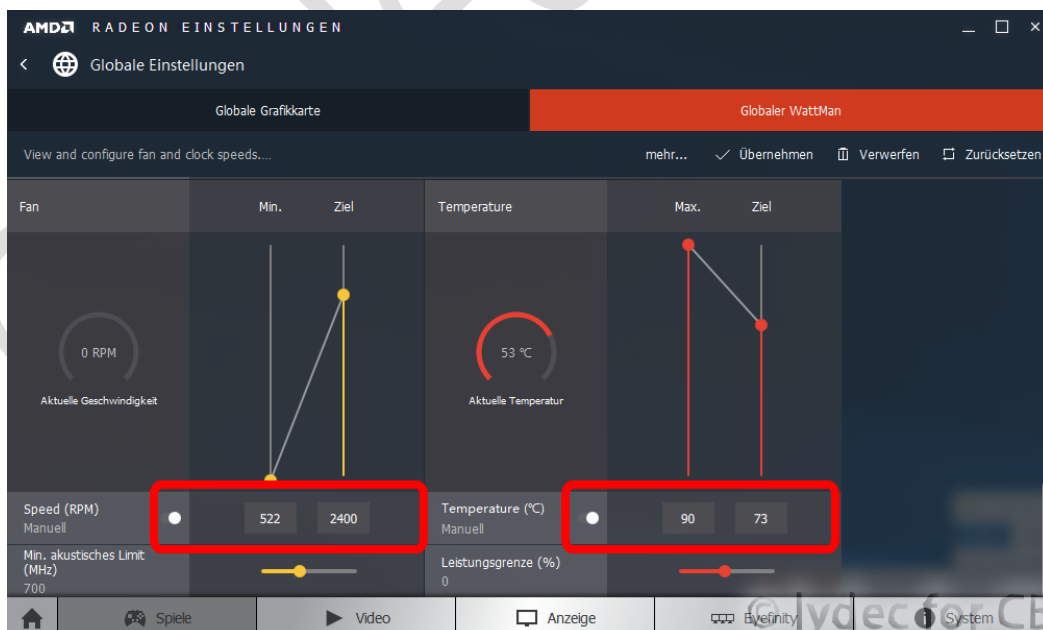 AMD RADEON EINSTELLUNGEN
Globale Einstellungen
Globale Grafikkarte
Globaler WattMan
View and configure fan and clock speeds....
mehr...
Übernehmen
Verwerfen
Zurücksetzen
Fan
Min.
Ziel
Temperature
Max.
Ziel
0 RPM
Aktuelle Geschwindigkeit
53 °C
Aktuelle Temperatur
Speed (RPM)
Manuell
522
2400
Temperature (°C)
Manuell
90
73
Min. akustisches Limit
(MHz)
700
Leistungsgrenze (%)
0
Spiele
Video
Anzeige
Eyefinity
System
© Ivdec for